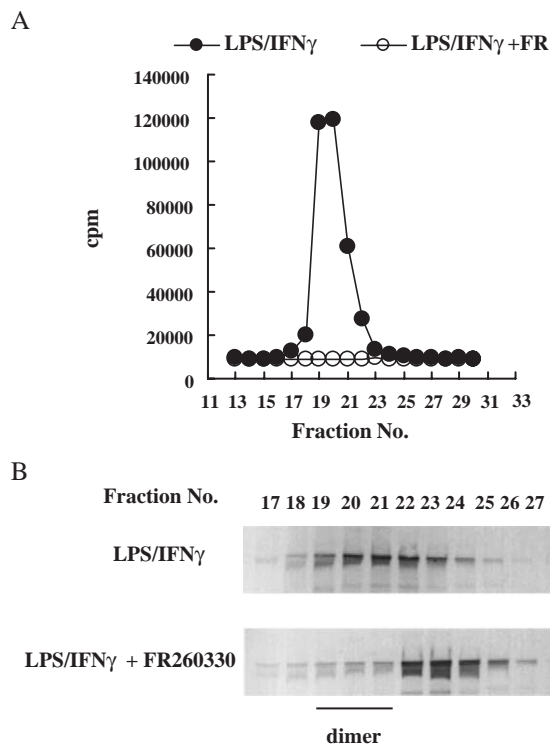 A
LPS/IFNγ LPS/IFNγ +FR
140000
120000
100000
80000
60000
40000
20000
0
cpm
11 13 15 17 19 21 23 25 27 29 31 33
Fraction No.
B
Fraction No. 17 18 19 20 21 22 23 24 25 26 27
LPS/IFNγ
LPS/IFNγ + FR260330
dimer